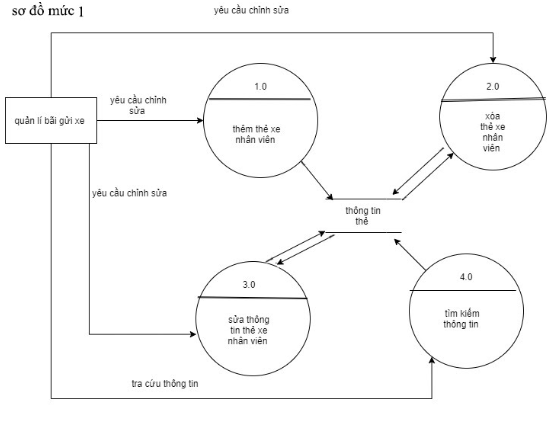 sơ đồ mức 1
yêu cầu chỉnh sửa
quản lí bãi gửi xe
yêu cầu chỉnh
sửa
1.0
thêm thẻ xe
nhân viên
2.0
xóa
thẻ xe
nhân
viên
yêu cầu chỉnh sửa
thông tin
thẻ
3.0
sửa thông
tin thẻ xe
nhân viên
4.0
tìm kiếm
thông tin
tra cứu thông tin